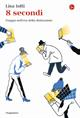 Lisa Iotti
8 secondi
Viaggio nell'era della distrazione